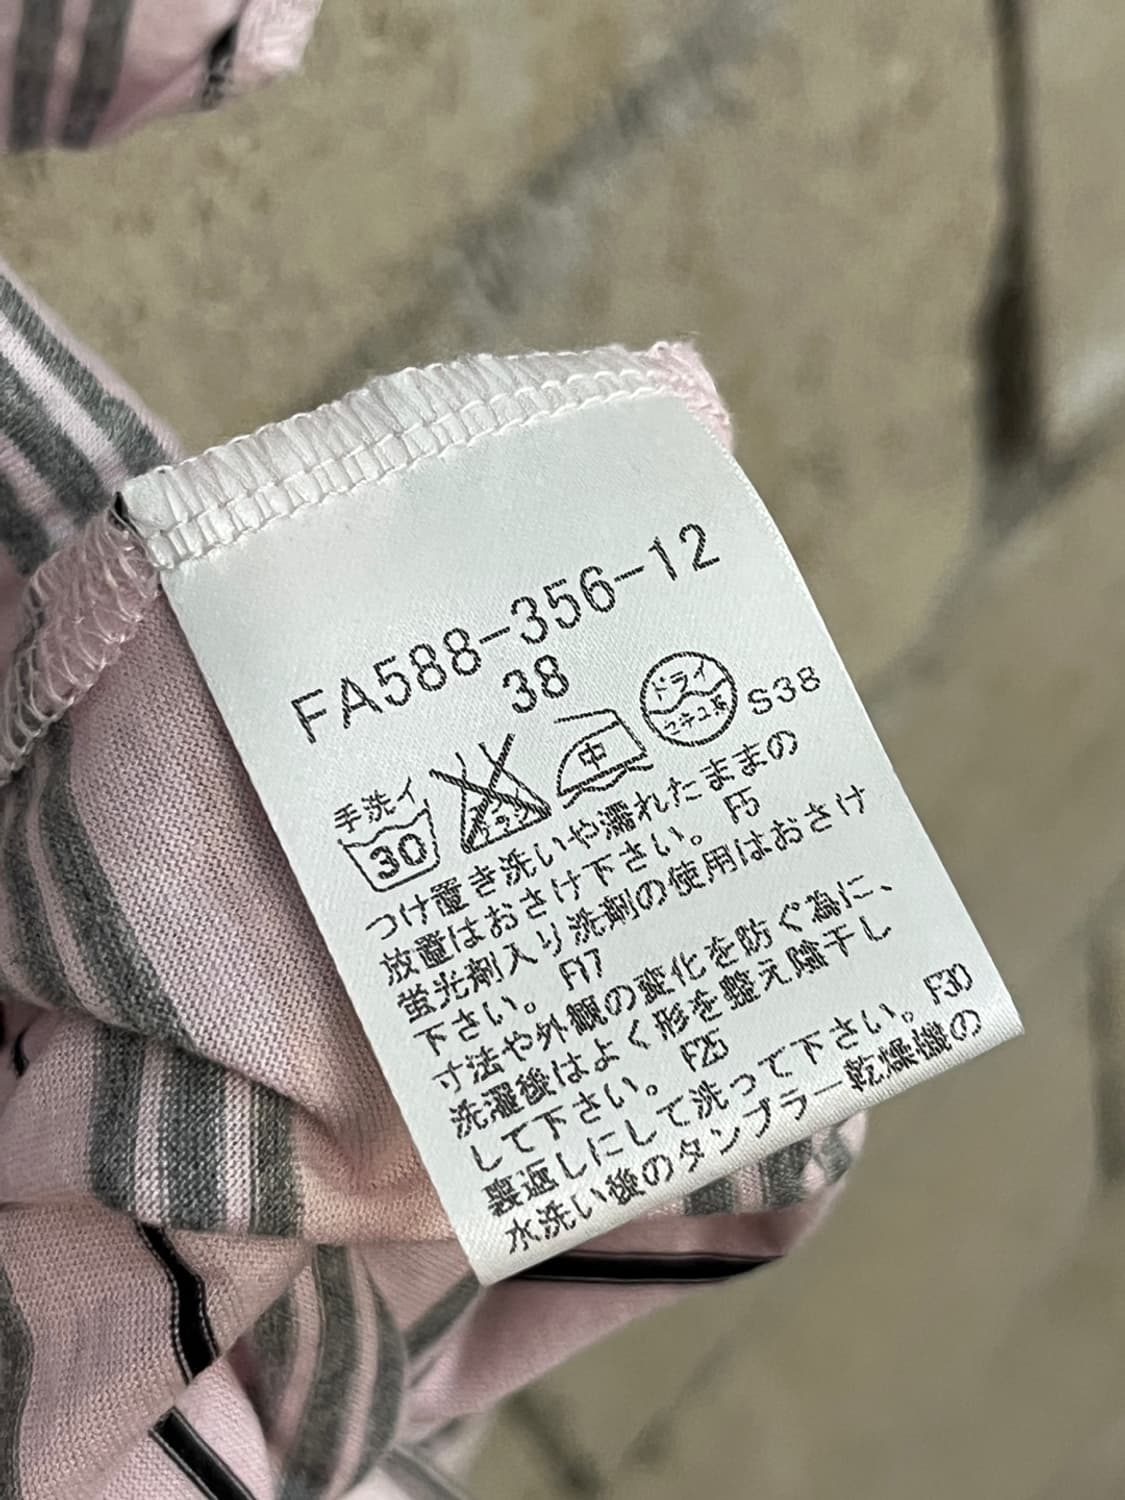 FA588-356-12
38
手洗イ 30 中 ドライ セキユ系 S38
つけ置き洗いや濡れたままの
放置はおさけ下さい。 F5
蛍光剤入り洗剤の使用はおさけ
下さい。 F17
寸法や外観の変化を防ぐ為に、
洗濯後はよく形を整え陰干し
して下さい。 F25
裏返しにして洗って下さい。 F30
水洗い後のタンブラー乾燥機の